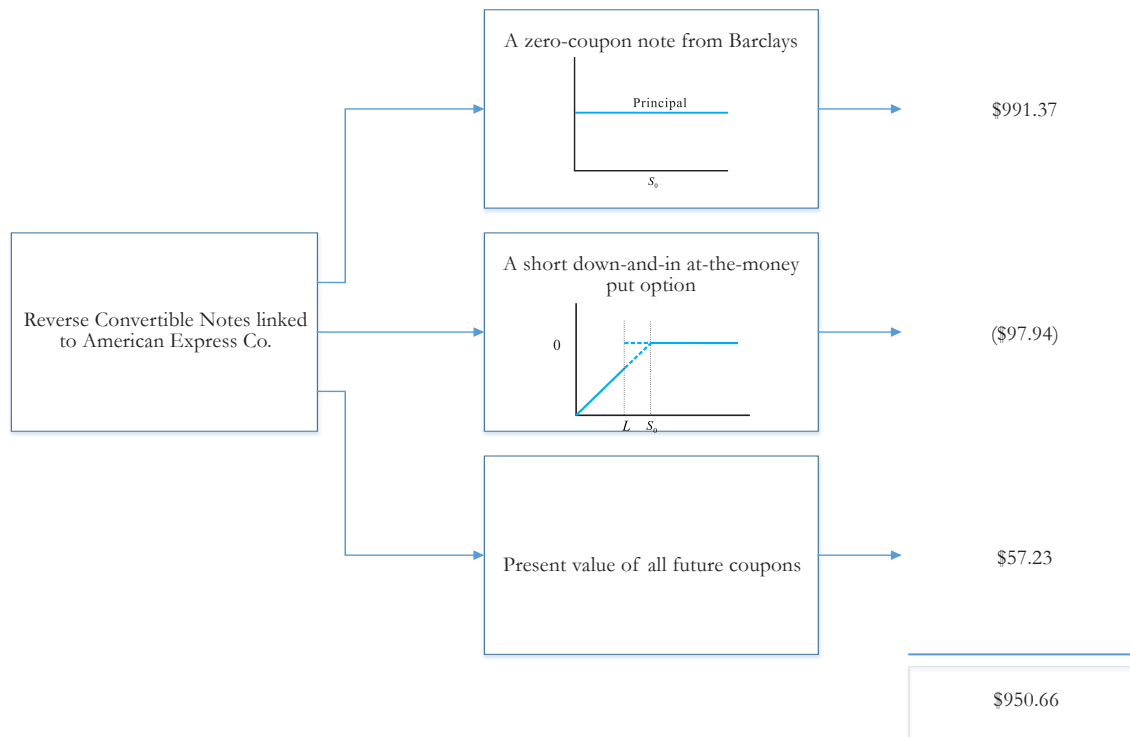 A zero-coupon note from Barclays
Principal
S₀
$991.37
Reverse Convertible Notes linked
to American Express Co.
A short down-and-in at-the-money
put option
0
L S₀
($97.94)
Present value of all future coupons
$57.23
$950.66